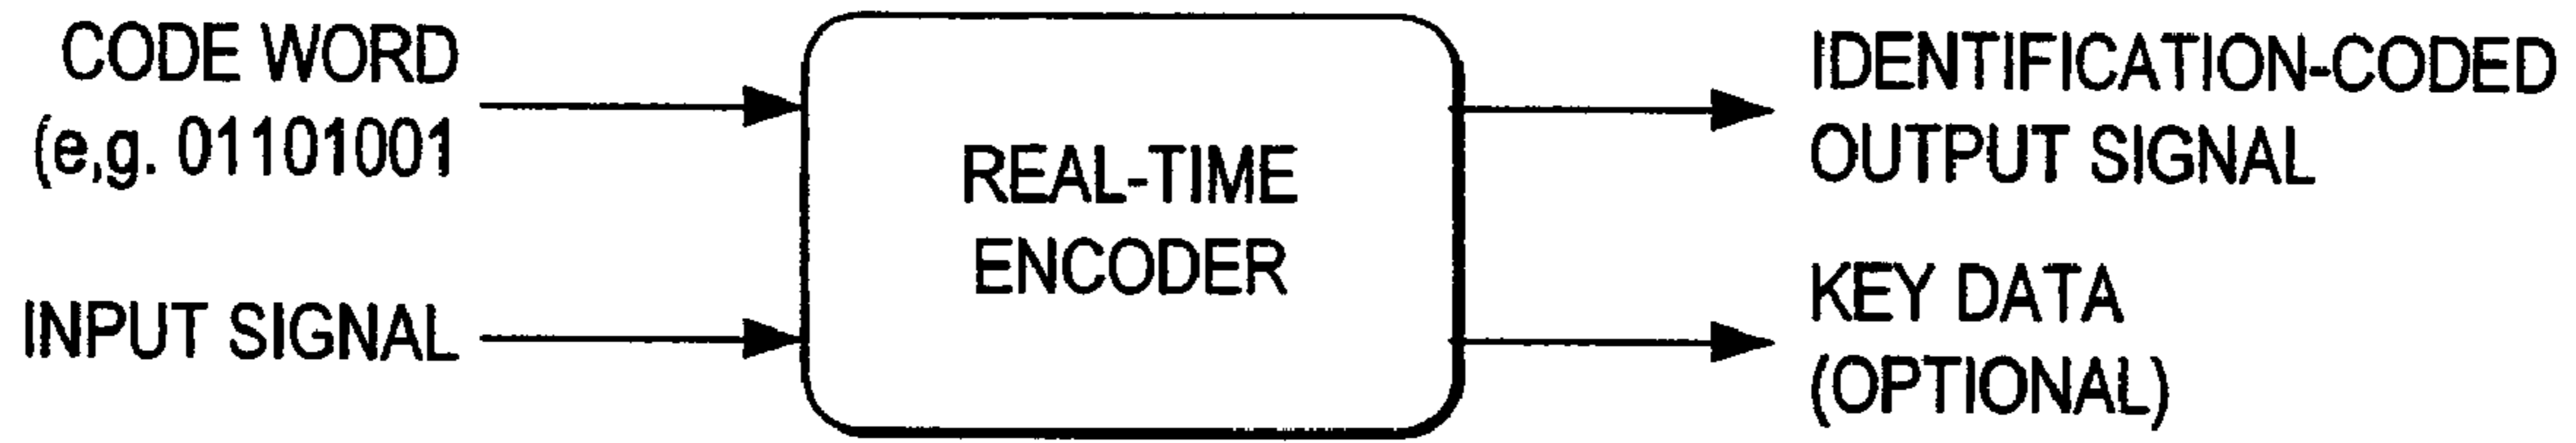 CODE WORD
(e,g. 01101001
INPUT SIGNAL
REAL-TIME
ENCODER
IDENTIFICATION-CODED
OUTPUT SIGNAL
KEY DATA
(OPTIONAL)